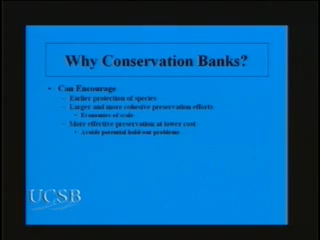 Why Conservation Banks?
• Can Encourage
– Earlier protection of species
– Larger and more cohesive preservation efforts
• Economies of scale
– More effective preservation at lower cost
• Avoids potential hold-out problems
UCSB